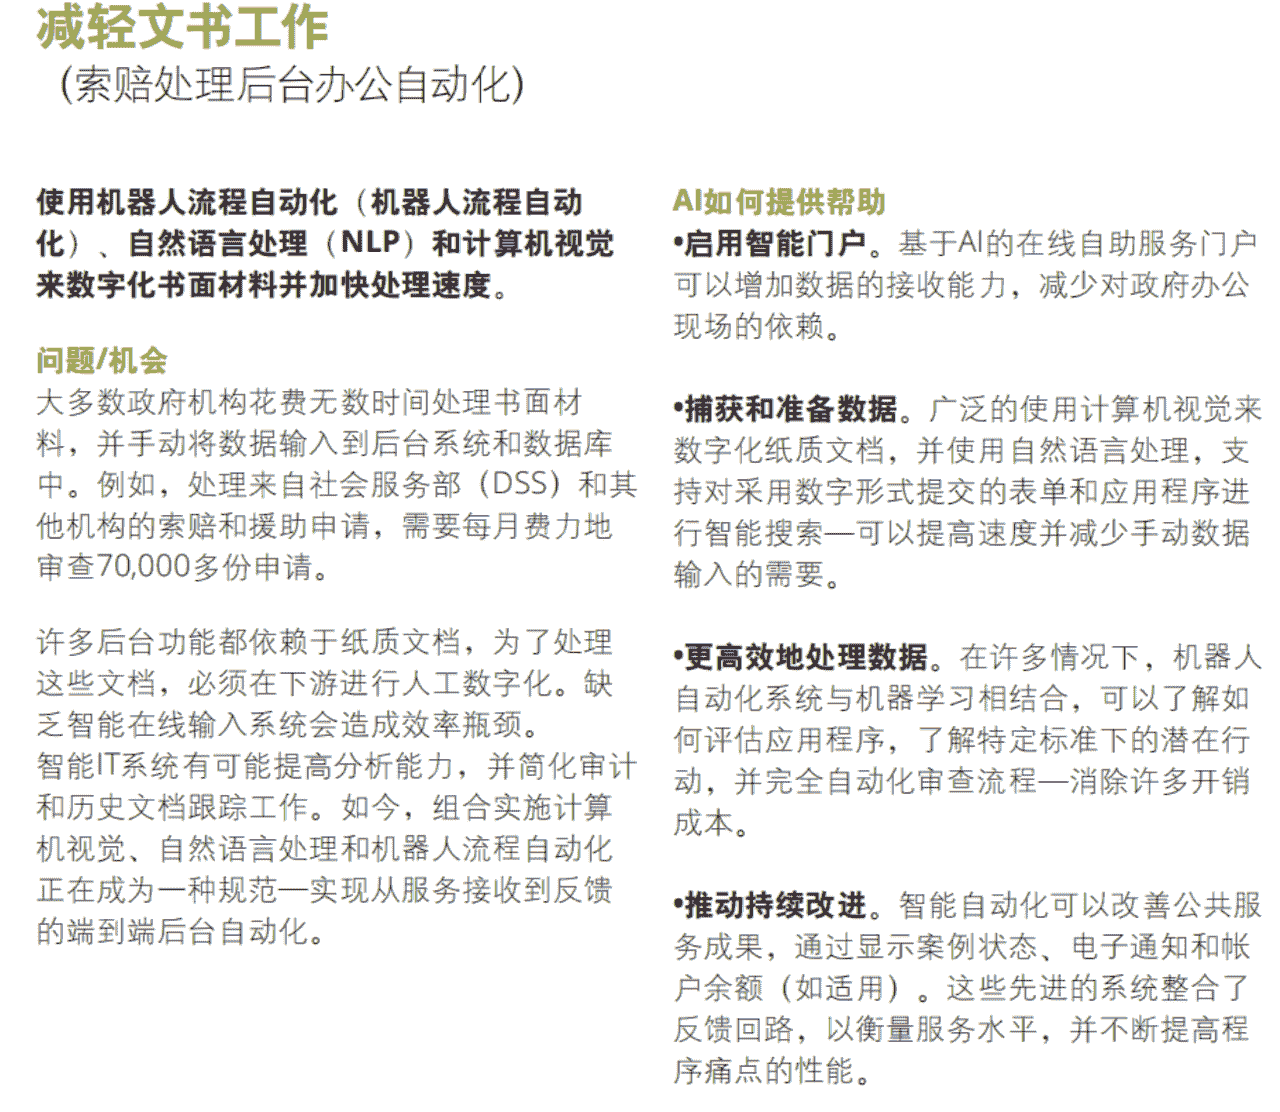 减轻文书工作
（索赔处理后台办公自动化）
使用机器人流程自动化（机器人流程自动
化）、自然语言处理（NLP）和计算机视觉
来数字化书面材料并加快处理速度。
问题/机会
大多数政府机构花费无数时间处理书面材
料，并手动将数据输入到后台系统和数据库
中。例如，处理来自社会服务部（DSS）和其
他机构的索赔和援助申请，需要每月费力地
审查70,000多份申请。
许多后台功能都依赖于纸质文档，为了处理
这些文档，必须在下游进行人工数字化。缺
乏智能在线输入系统会造成效率瓶颈。
智能IT系统有可能提高分析能力，并简化审计
和历史文档跟踪工作。如今，组合实施计算
机视觉、自然语言处理和机器人流程自动化
正在成为一种规范—实现从服务接收到反馈
的端到端后台自动化。
AI如何提供帮助
•启用智能门户。基于AI的在线自助服务门户
可以增加数据的接收能力，减少对政府办公
现场的依赖。
•捕获和准备数据。广泛的使用计算机视觉来
数字化纸质文档，并使用自然语言处理，支
持对采用数字形式提交的表单和应用程序进
行智能搜索—可以提高速度并减少手动数据
输入的需要。
•更高效地处理数据。在许多情况下，机器人
自动化系统与机器学习相结合，可以了解如
何评估应用程序，了解特定标准下的潜在行
动，并完全自动化审查流程—消除许多开销
成本。
•推动持续改进。智能自动化可以改善公共服
务成果，通过显示案例状态、电子通知和帐
户余额（如适用）。这些先进的系统整合了
反馈回路，以衡量服务水平，并不断提高程
序痛点的性能。